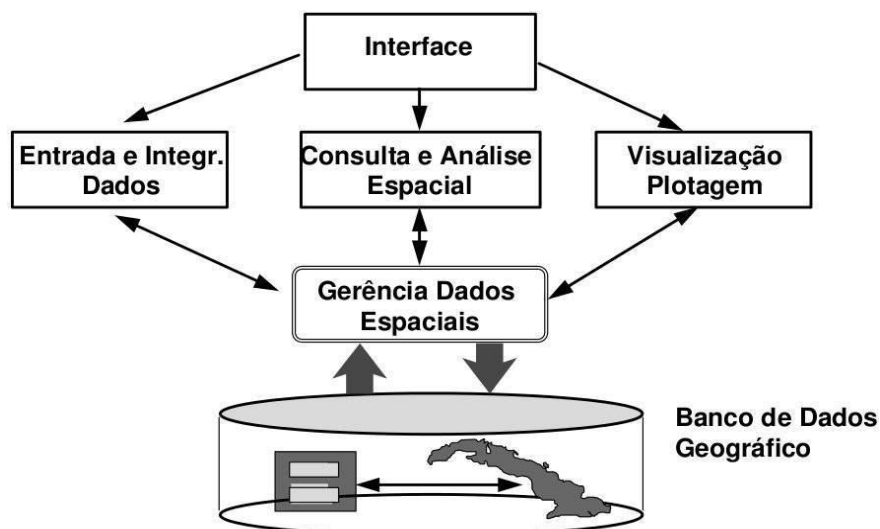 Interface
Entrada e Integr.
Dados
Consulta e Análise
Espacial
Visualização
Plotagem
Gerência Dados
Espaciais
Banco de Dados
Geográfico